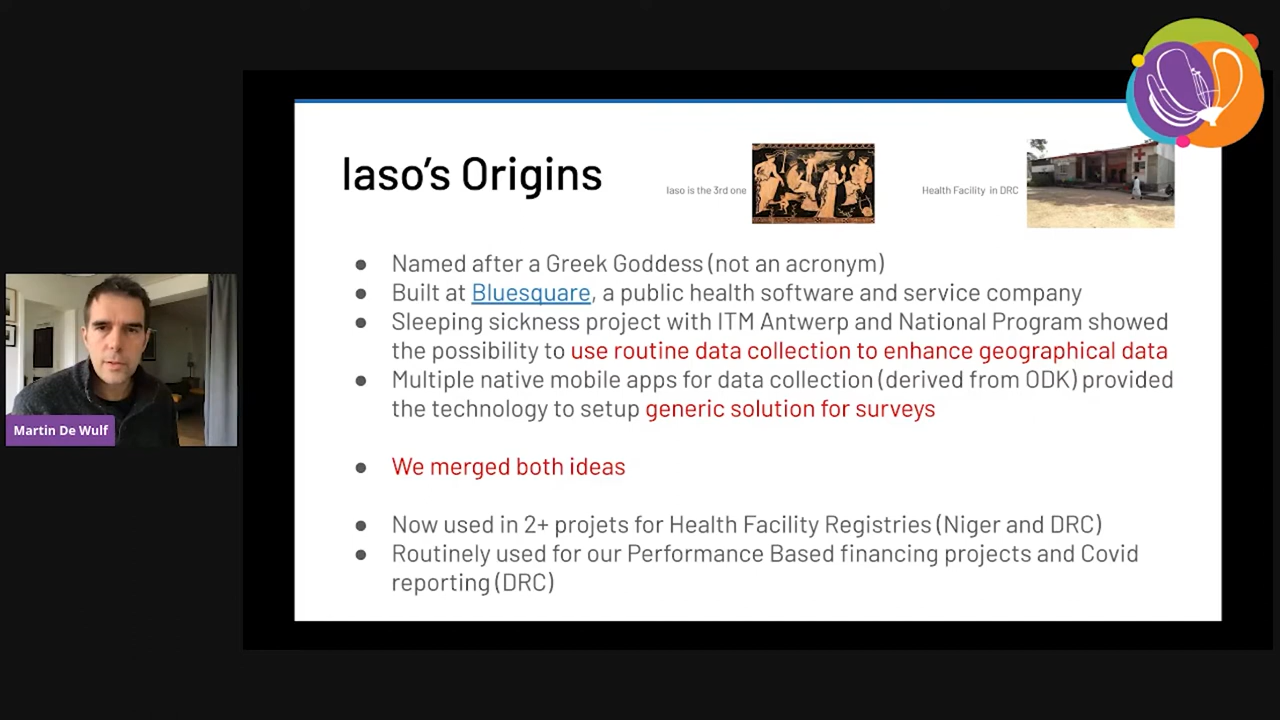 Iaso's Origins
Iaso is the 3rd one
Health Facility in DRC
● Named after a Greek Goddess (not an acronym)
● Built at Bluesquare, a public health software and service company
● Sleeping sickness project with ITM Antwerp and National Program showed
the possibility to use routine data collection to enhance geographical data
● Multiple native mobile apps for data collection (derived from ODK) provided
the technology to setup generic solution for surveys
● We merged both ideas
● Now used in 2+ projets for Health Facility Registries (Niger and DRC)
● Routinely used for our Performance Based financing projects and Covid
reporting (DRC)
Martin De Wulf